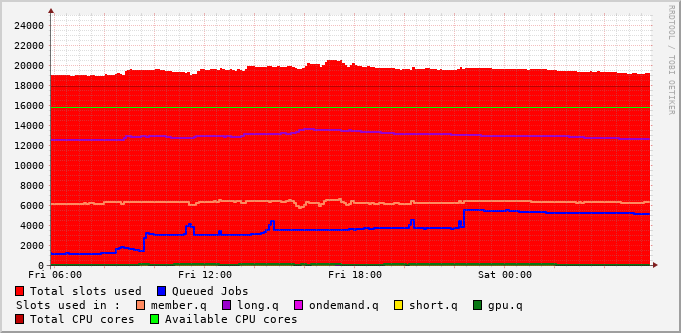 24000
22000
20000
18000
16000
14000
12000
10000
8000
6000
4000
2000
0
Fri 06:00 Fri 12:00 Fri 18:00 Sat 00:00
Total slots used Queued Jobs
Slots used in : member.q long.q ondemand.q short.q gpu.q
Total CPU cores Available CPU cores
RRDTOOL / TOBI OETIKER